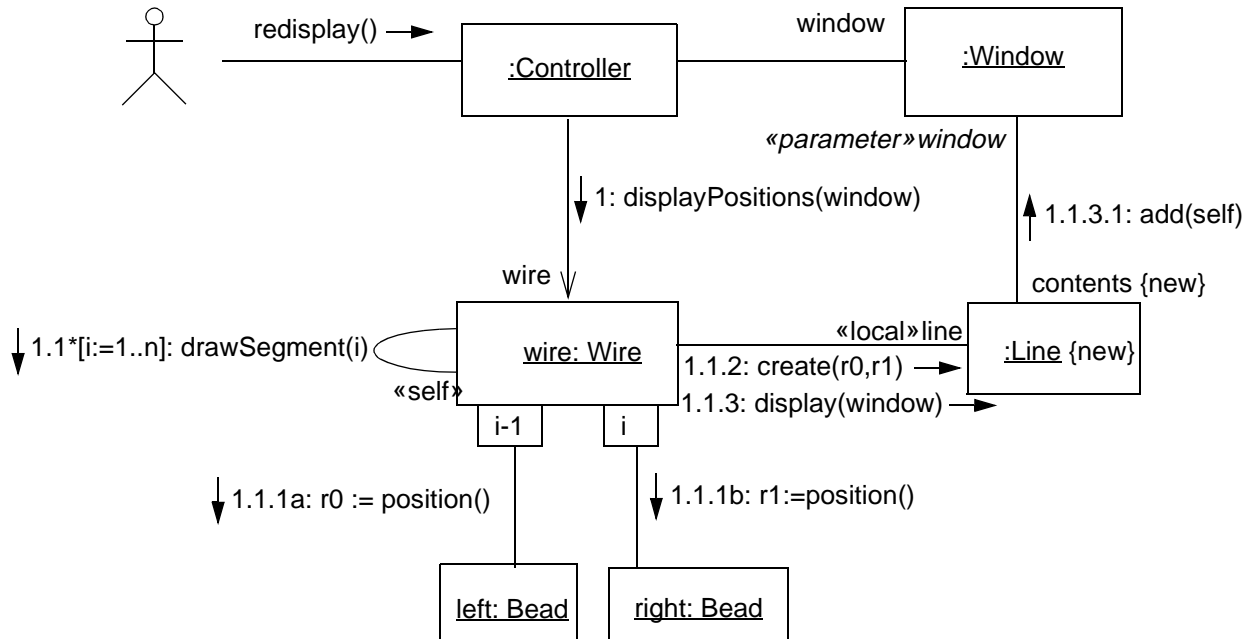 redisplay()
window
:Controller
:Window
«parameter»window
1: displayPositions(window)
1.1.3.1: add(self)
wire
contents {new}
1.1*[i:=1..n]: drawSegment(i)
wire: Wire
«local»line
:Line {new}
1.1.2: create(r0,r1)
«self»
1.1.3: display(window)
i-1
i
1.1.1a: r0 := position()
1.1.1b: r1:=position()
left: Bead
right: Bead